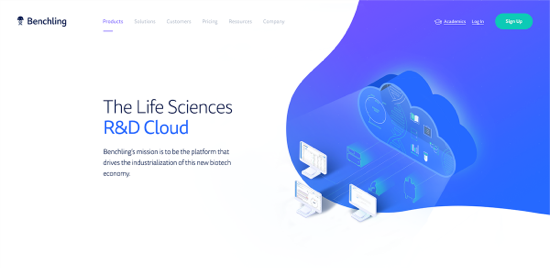 Benchling
Products Solutions Customers Pricing Resources Company
Academics Log In Sign Up
The Life Sciences
R&D Cloud
Benchling's mission is to be the platform that
drives the industrialization of this new biotech
economy.